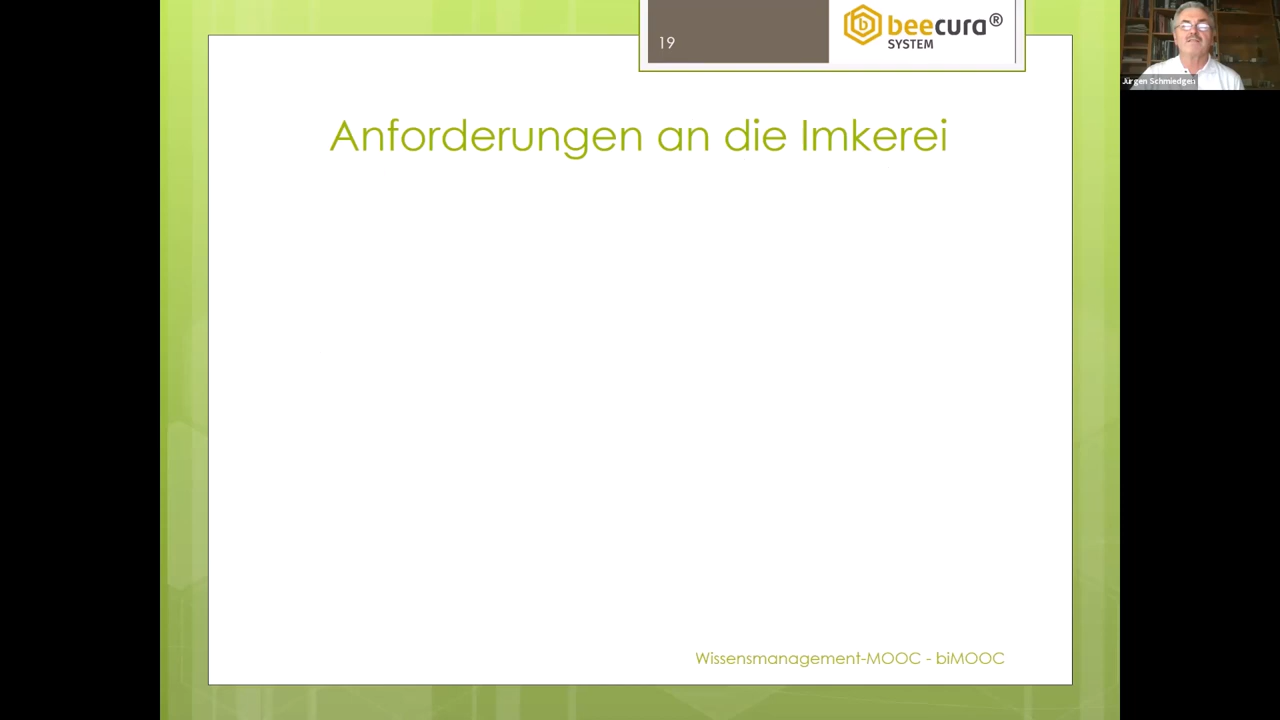 19
beecura®
SYSTEM
Jürgen Schmiedgen
Anforderungen an die Imkerei
Wissensmanagement-MOOC - biMOOC